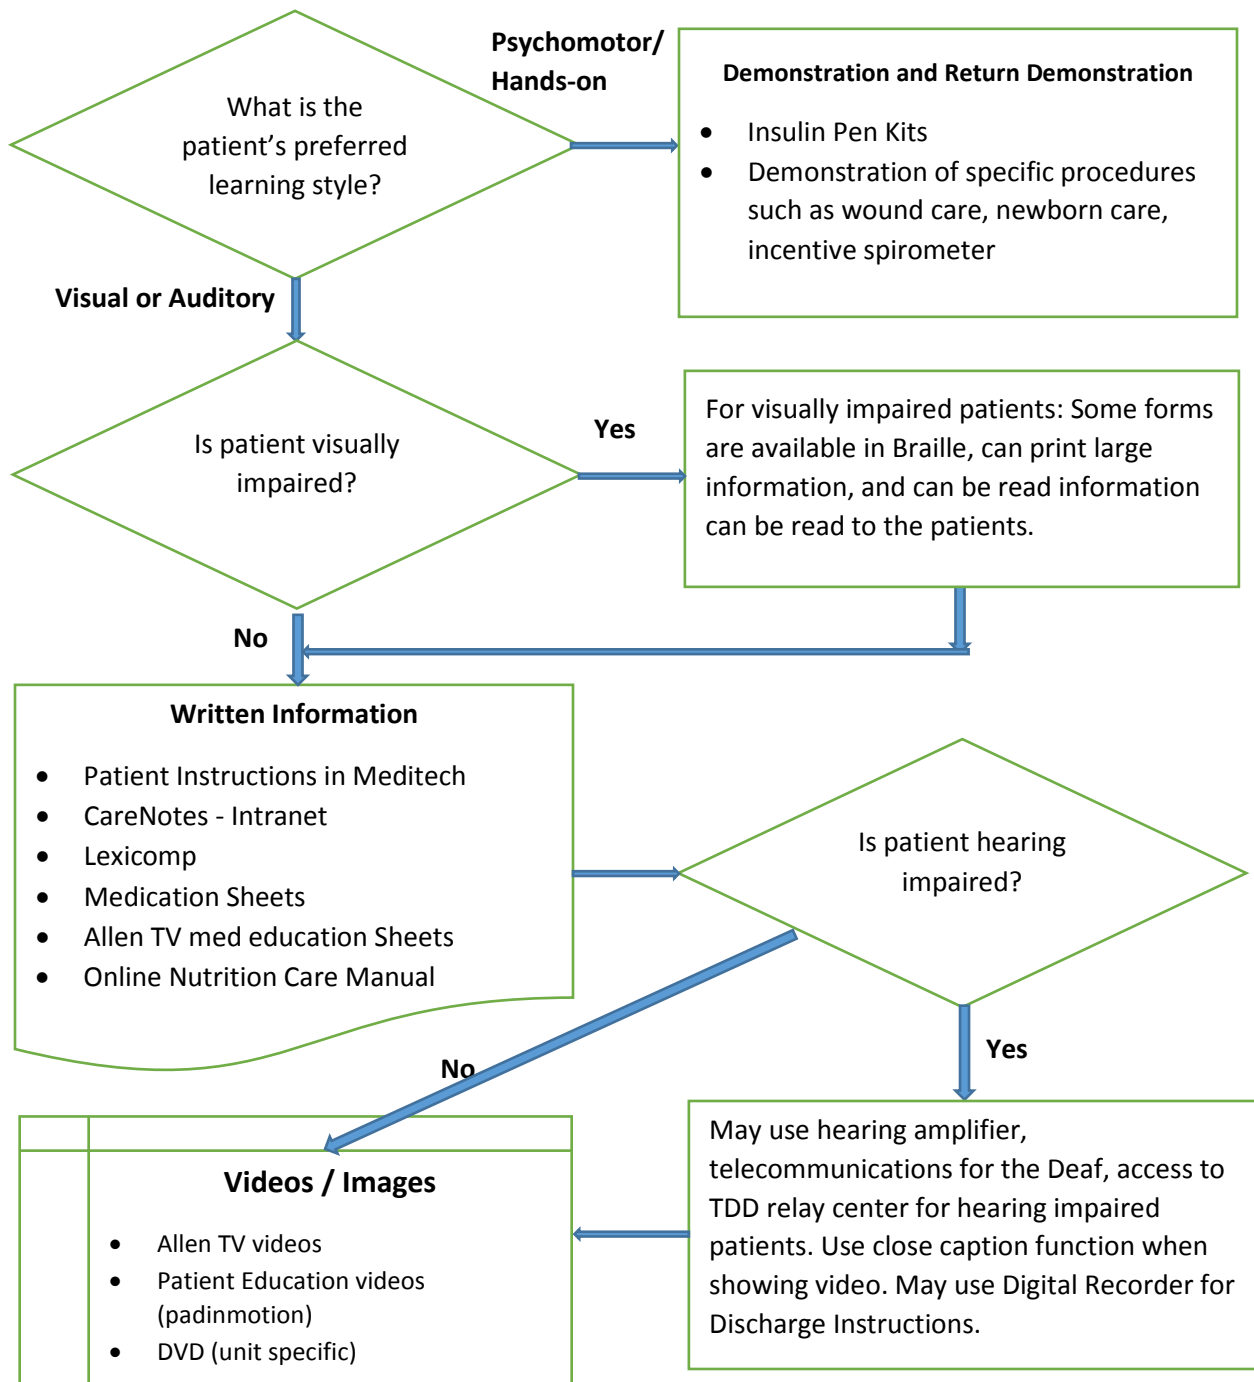 What is the
patient's preferred
learning style?
Psychomotor/
Hands-on
Demonstration and Return Demonstration
• Insulin Pen Kits
• Demonstration of specific procedures
such as wound care, newborn care,
incentive spirometer
Visual or Auditory
Is patient visually
impaired?
Yes
For visually impaired patients: Some forms
are available in Braille, can print large
information, and can be read information
can be read to the patients.
No
Written Information
• Patient Instructions in Meditech
• CareNotes - Intranet
• Lexicomp
• Medication Sheets
• Allen TV med education Sheets
• Online Nutrition Care Manual
Is patient hearing
impaired?
No
Yes
May use hearing amplifier,
telecommunications for the Deaf, access to
TDD relay center for hearing impaired
patients. Use close caption function when
showing video. May use Digital Recorder for
Discharge Instructions.
Videos / Images
• Allen TV videos
• Patient Education videos
(padinmotion)
• DVD (unit specific)